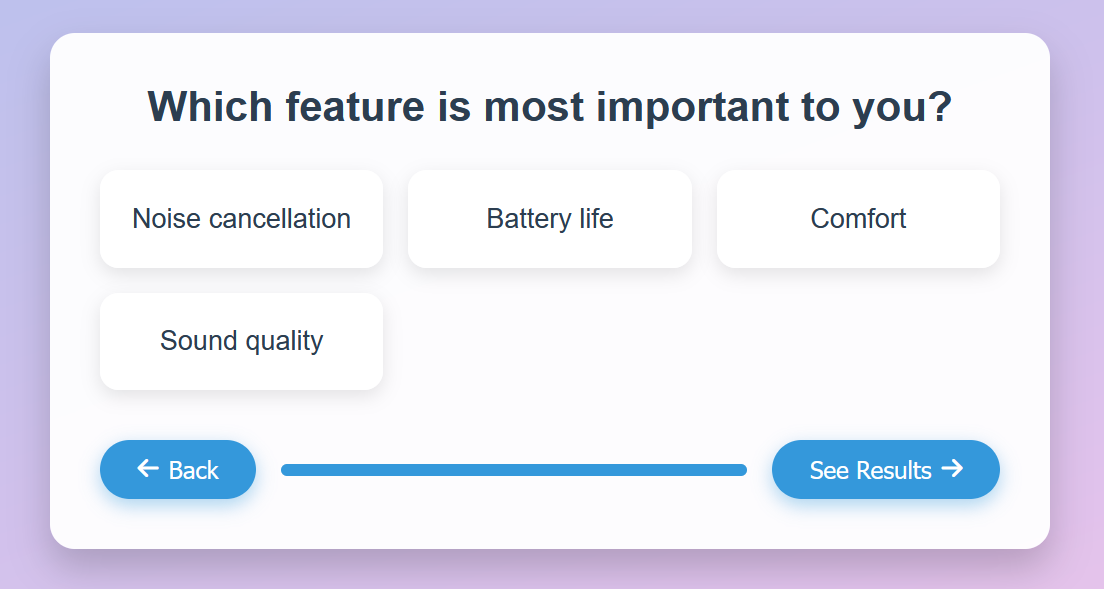 Which feature is most important to you?
Noise cancellation
Battery life
Comfort
Sound quality
← Back
See Results →